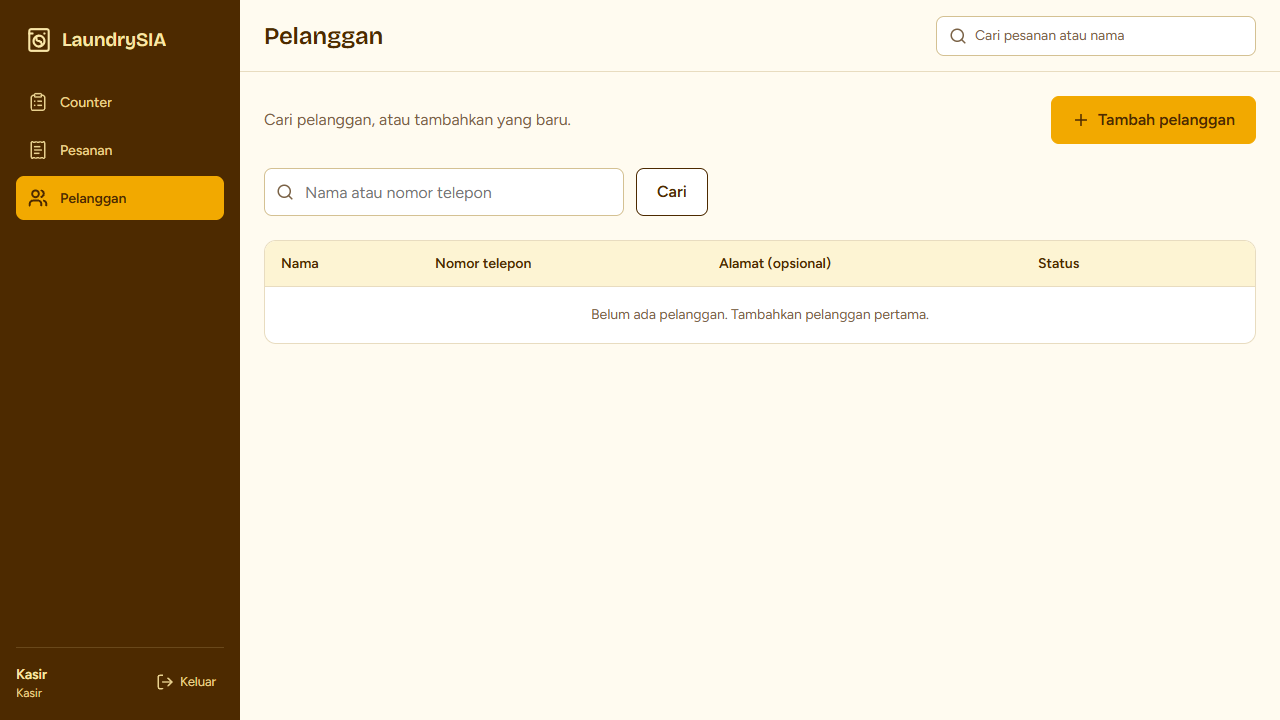 LaundrySIA
Counter
Pesanan
Pelanggan
Kasir
Kasir
Keluar
Pelanggan
Cari pesanan atau nama
Cari pelanggan, atau tambahkan yang baru.
Tambah pelanggan
Nama atau nomor telepon
Cari
Nama Nomor telepon Alamat (opsional) Status
Belum ada pelanggan. Tambahkan pelanggan pertama.